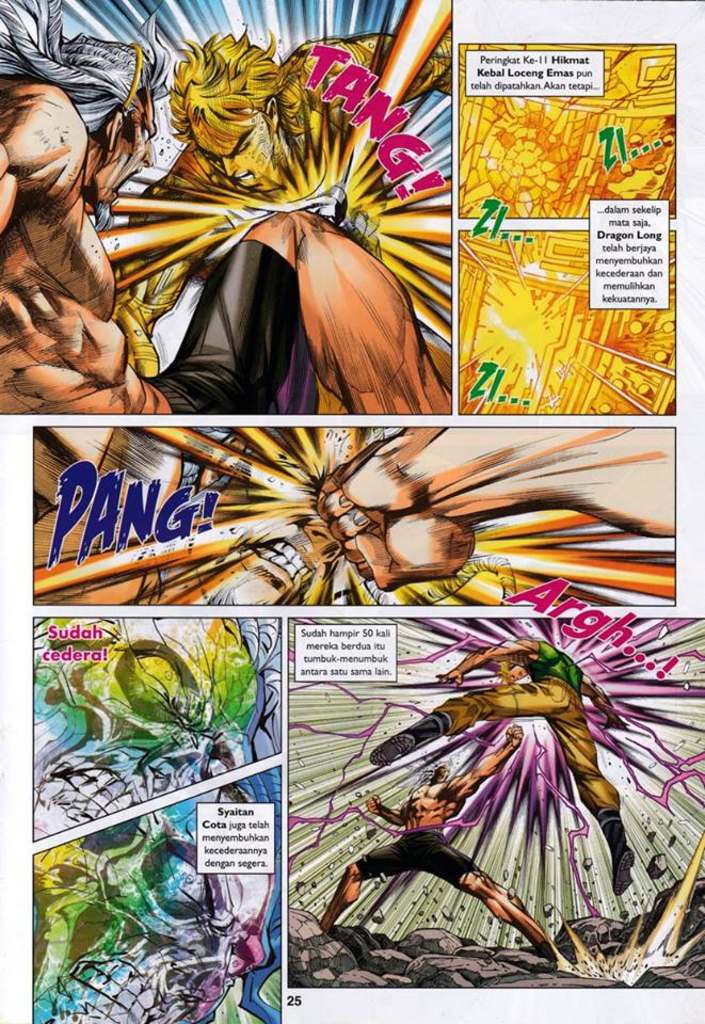 TANG!
Peringkat Ke-11 Hikmat
Kebal Loceng Emas pun
telah dipatahkan.Akan tetapi...
ZI...
ZI...
...dalam sekelip
mata saja,
Dragon Long
telah berjaya
menyembuhkan
kecederaan dan
memulihkan
kekuatannya.
ZI...
PANG!
Argh...!
Sudah
cedera!
Sudah hampir 50 kali
mereka berdua itu
tumbuk-menumbuk
antara satu sama lain.
Syaitan
Cota juga telah
menyembuhkan
kecederaannya
dengan segera.
25